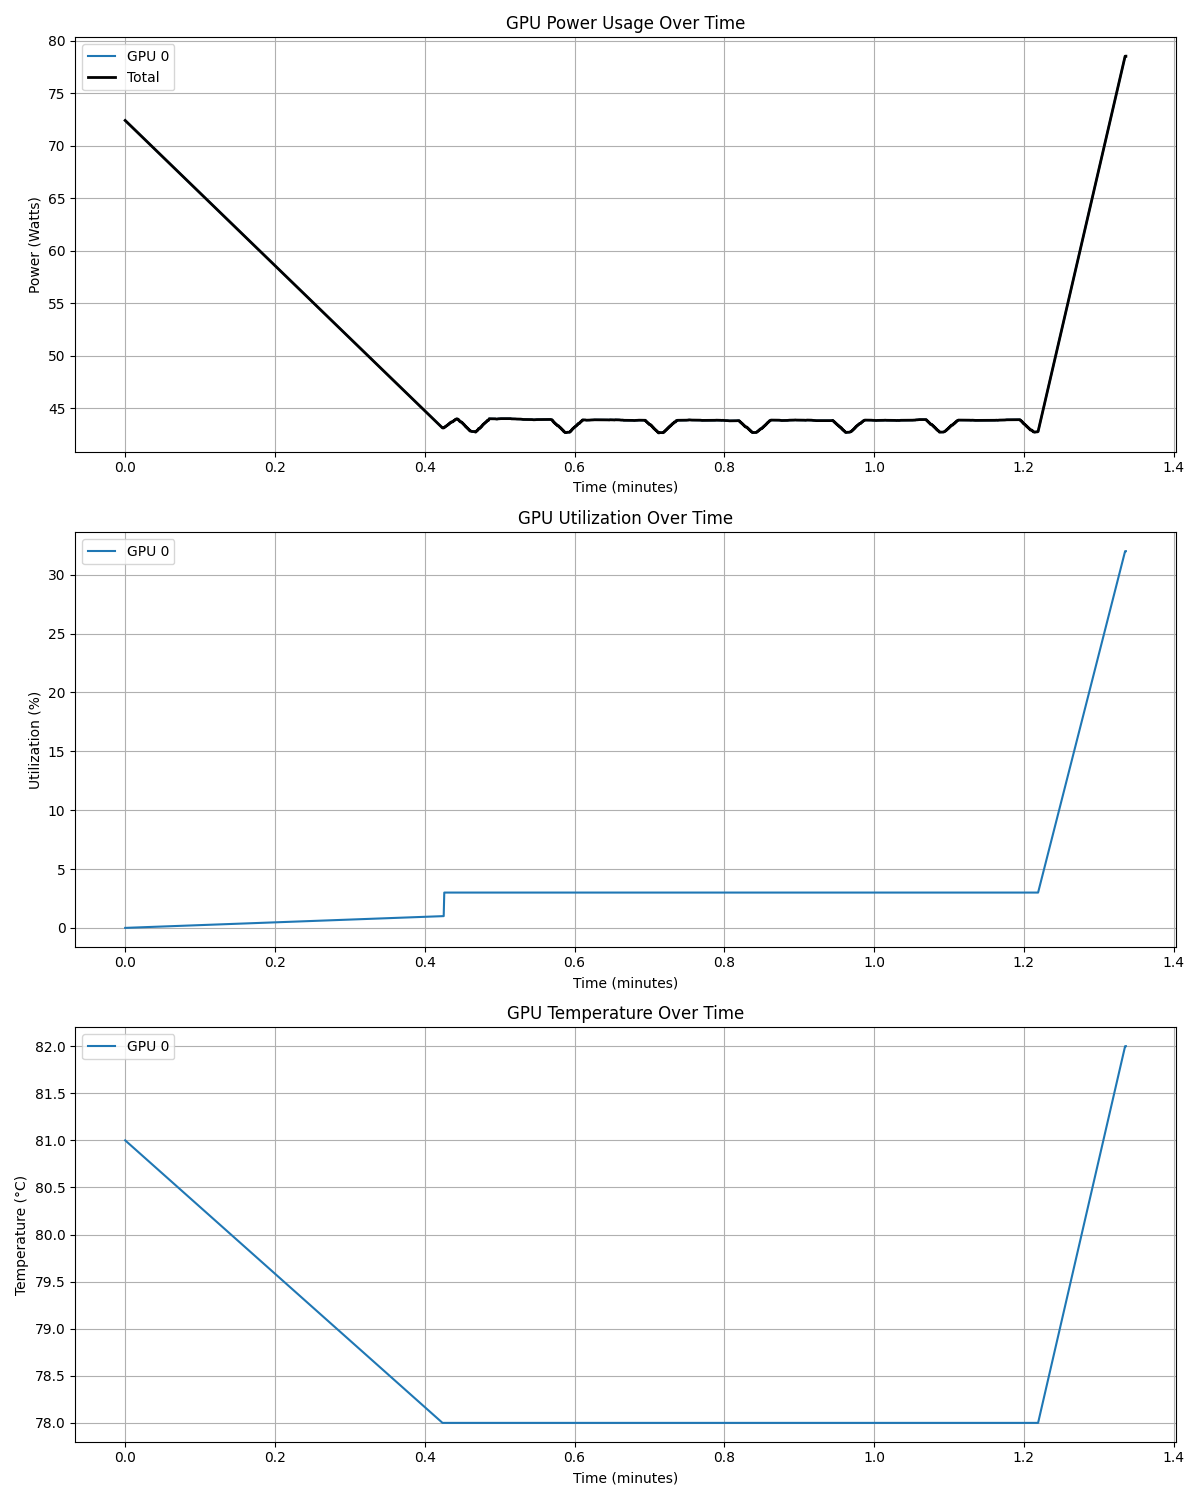 GPU Power Usage Over Time
GPU 0
Total
Power (Watts)
80
75
70
65
60
55
50
45
0.0 0.2 0.4 0.6 0.8 1.0 1.2 1.4
Time (minutes)
GPU Utilization Over Time
GPU 0
Utilization (%)
30
25
20
15
10
5
0
0.0 0.2 0.4 0.6 0.8 1.0 1.2 1.4
Time (minutes)
GPU Temperature Over Time
GPU 0
Temperature (°C)
82.0
81.5
81.0
80.5
80.0
79.5
79.0
78.5
78.0
0.0 0.2 0.4 0.6 0.8 1.0 1.2 1.4
Time (minutes)